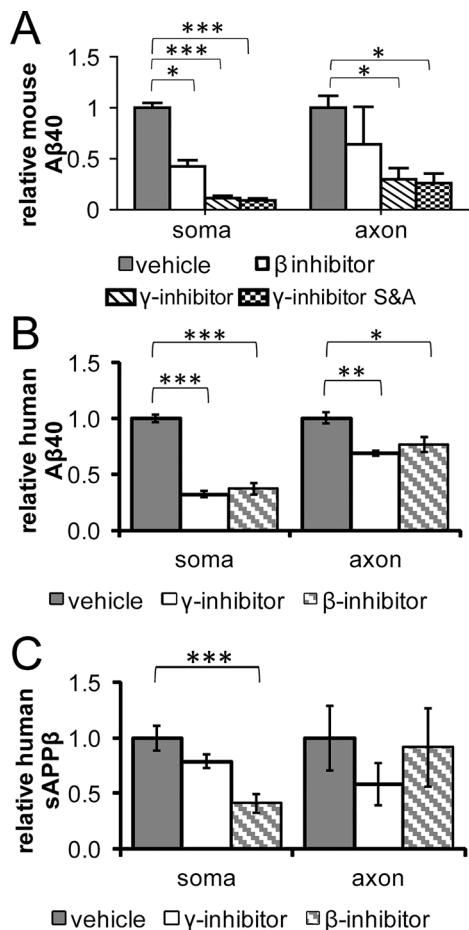 A
***
***
*
*
*
relative mouse
Aβ40
1
0.5
0
soma
axon
vehicle
β inhibitor
γ-inhibitor
γ-inhibitor S&A
B
***
***
*
**
relative human
Aβ40
1.5
1.0
0.5
0.0
soma
axon
vehicle
γ-inhibitor
β-inhibitor
C
***
relative human
sAPPβ
1.5
1.0
0.5
0.0
soma
axon
vehicle
γ-inhibitor
β-inhibitor